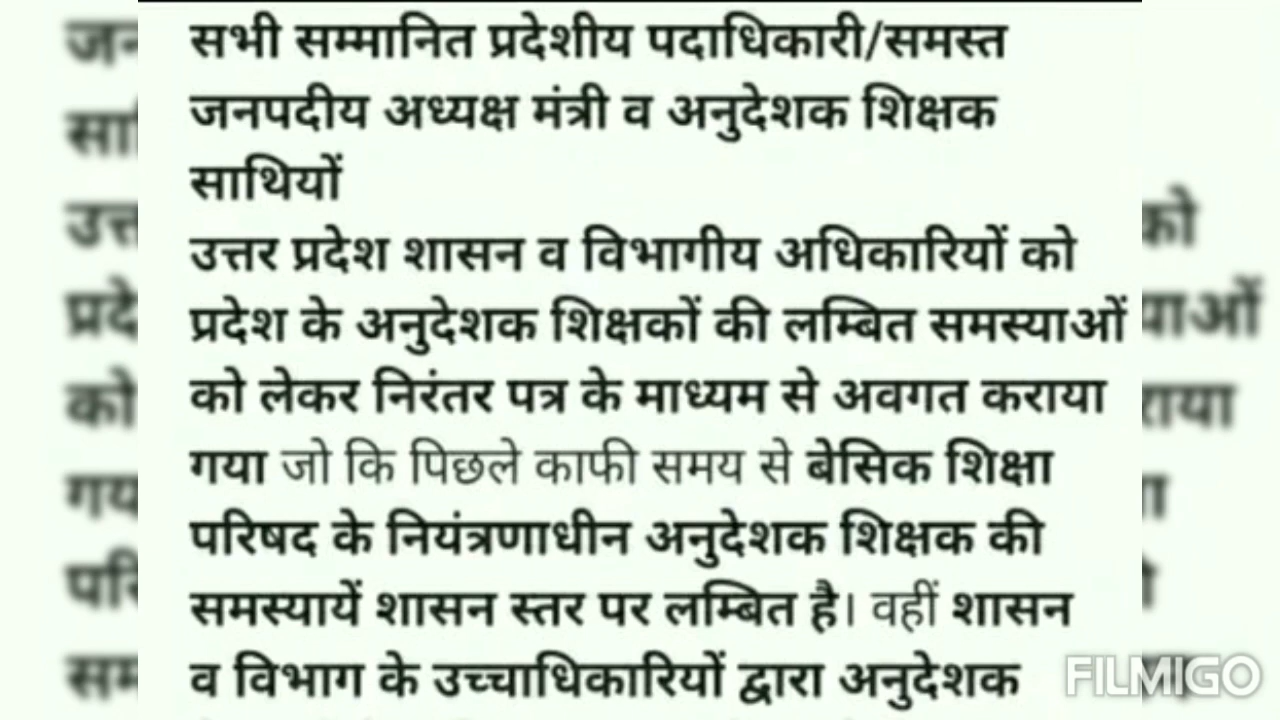 सभी सम्मानित प्रदेशीय पदाधिकारी/समस्त
जनपदीय अध्यक्ष मंत्री व अनुदेशक शिक्षक
साथियों
उत्तर प्रदेश शासन व विभागीय अधिकारियों को
प्रदेश के अनुदेशक शिक्षकों की लम्बित समस्याओं
को लेकर निरंतर पत्र के माध्यम से अवगत कराया
गया जो कि पिछले काफी समय से बेसिक शिक्षा
परिषद के नियंत्रणाधीन अनुदेशक शिक्षक की
समस्यायें शासन स्तर पर लम्बित है। वहीं शासन
व विभाग के उच्चाधिकारियों द्वारा अनुदेशक
FILMIGO